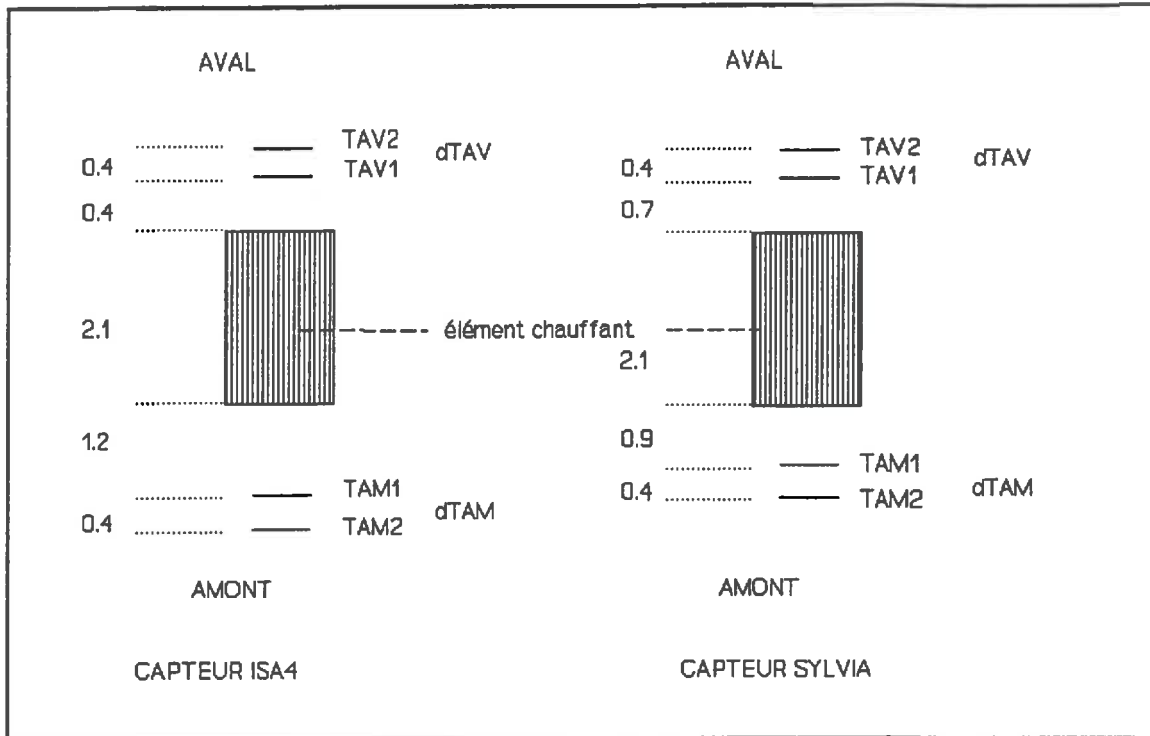 AVAL
TAV2
dTAV
0.4
TAV1
0.4
2.1
élément chauffant
1.2
TAM1
dTAM
0.4
TAM2
AMONT
CAPTEUR ISA4
AVAL
TAV2
dTAV
0.4
TAV1
0.7
2.1
0.9
TAM1
dTAM
0.4
TAM2
AMONT
CAPTEUR SYLVIA